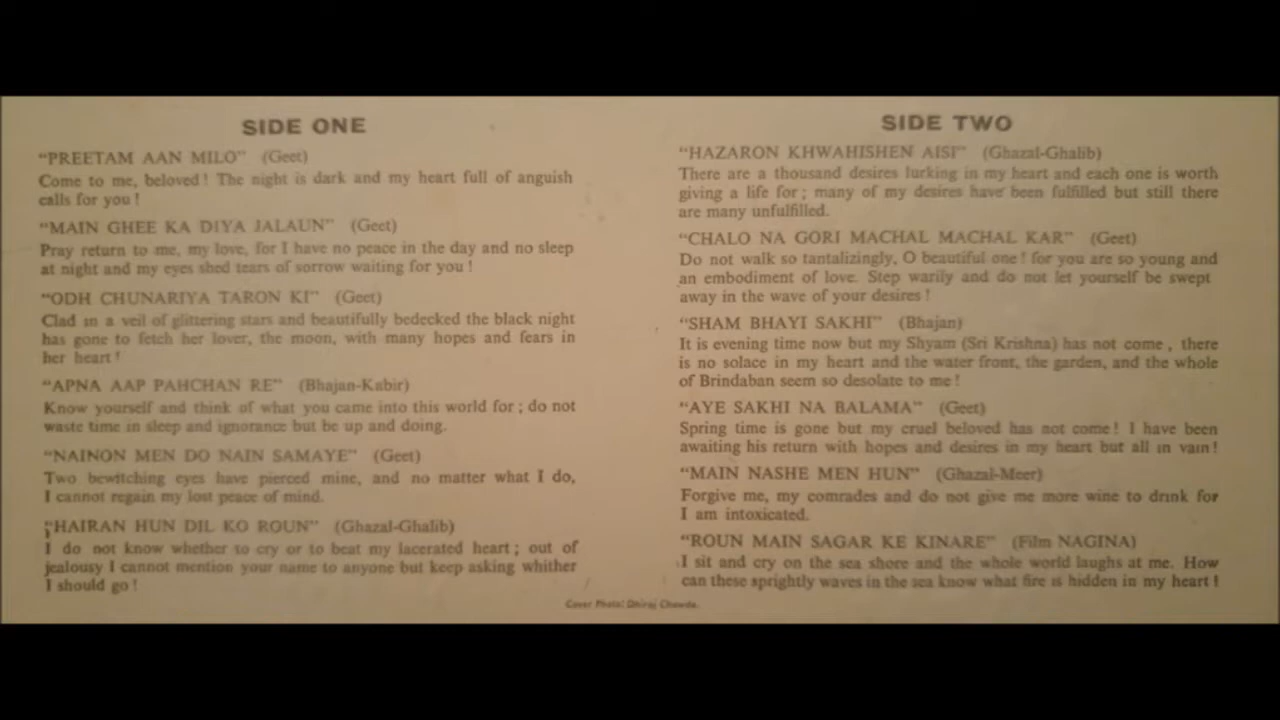 SIDE ONE
"PREETAM AAN MILO" (Geet)
Come to me, beloved! The night is dark and my heart full of anguish
calls for you!
"MAIN GHEE KA DIYA JALAUN" (Geet)
Pray return to me, my love, for I have no peace in the day and no sleep
at night and my eyes shed tears of sorrow waiting for you!
"ODH CHUNARIYA TARON KI" (Geet)
Clad in a veil of glittering stars and beautifully bedecked the black night
has gone to fetch her lover, the moon, with many hopes and fears in
her heart!
"APNA AAP PAHCHAN RE" (Bhajan-Kabir)
Know yourself and think of what you came into this world for; do not
waste time in sleep and ignorance but be up and doing.
"NAINON MEN DO NAIN SAMAYE" (Geet)
Two bewitching eyes have pierced mine, and no matter what I do,
I cannot regain my lost peace of mind.
"HAIRAN HUN DIL KO ROUN" (Ghazal-Ghalib)
I do not know whether to cry or to beat my lacerated heart; out of
jealousy I cannot mention your name to anyone but keep asking whither
I should go!
SIDE TWO
"HAZARON KHWAHISHEN AISI" (Ghazal-Ghalib)
There are a thousand desires lurking in my heart and each one is worth
giving a life for; many of my desires have been fulfilled but still there
are many unfulfilled.
"CHALO NA GORI MACHAL MACHAL KAR" (Geet)
Do not walk so tantalizingly, O beautiful one! for you are so young and
an embodiment of love. Step warily and do not let yourself be swept
away in the wave of your desires!
"SHAM BHAYI SAKHI" (Bhajan)
It is evening time now but my Shyam (Sri Krishna) has not come, there
is no solace in my heart and the water front, the garden, and the whole
of Brindaban seem so desolate to me!
"AYE SAKHI NA BALAMA" (Geet)
Spring time is gone but my cruel beloved has not come! I have been
awaiting his return with hopes and desires in my heart but all in vain!
"MAIN NASHE MEN HUN" (Ghazal-Meer)
Forgive me, my comrades and do not give me more wine to drink for
I am intoxicated.
"ROUN MAIN SAGAR KE KINARE" (Film NAGINA)
I sit and cry on the sea shore and the whole world laughs at me. How
can these sprightly waves in the sea know what fire is hidden in my heart!
Cover Photo: Dhiraj Chawda.